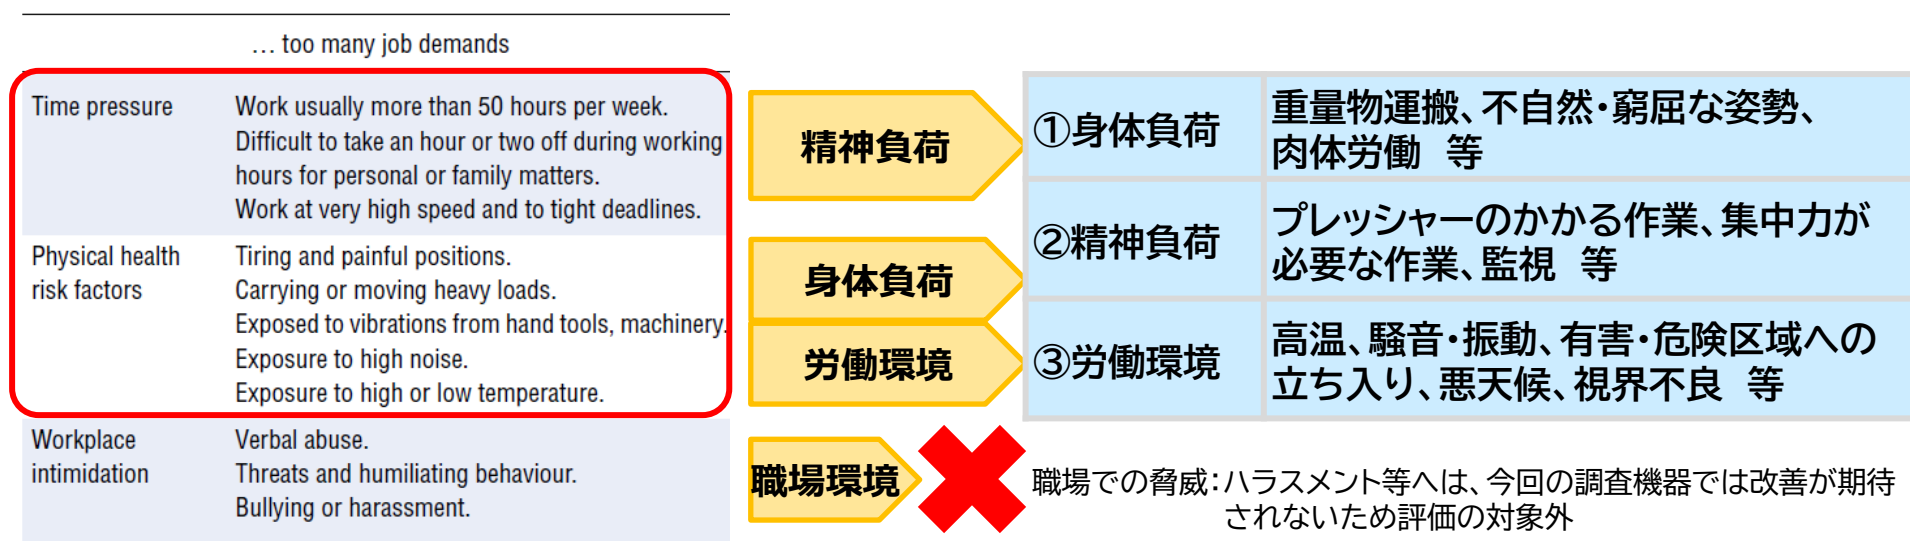 … too many job demands
Time pressure
Work usually more than 50 hours per week.
Difficult to take an hour or two off during working
hours for personal or family matters.
Work at very high speed and to tight deadlines.
Physical health
risk factors
Tiring and painful positions.
Carrying or moving heavy loads.
Exposed to vibrations from hand tools, machinery.
Exposure to high noise.
Exposure to high or low temperature.
Workplace
intimidation
Verbal abuse.
Threats and humiliating behaviour.
Bullying or harassment.
精神負荷
身体負荷
労働環境
職場環境
①身体負荷
重量物運搬、不自然・窮屈な姿勢、
肉体労働　等
②精神負荷
プレッシャーのかかる作業、集中力が
必要な作業、監視　等
③労働環境
高温、騒音・振動、有害・危険区域への
立ち入り、悪天候、視界不良　等
職場での脅威：ハラスメント等へは、今回の調査機器では改善が期待
されないため評価の対象外